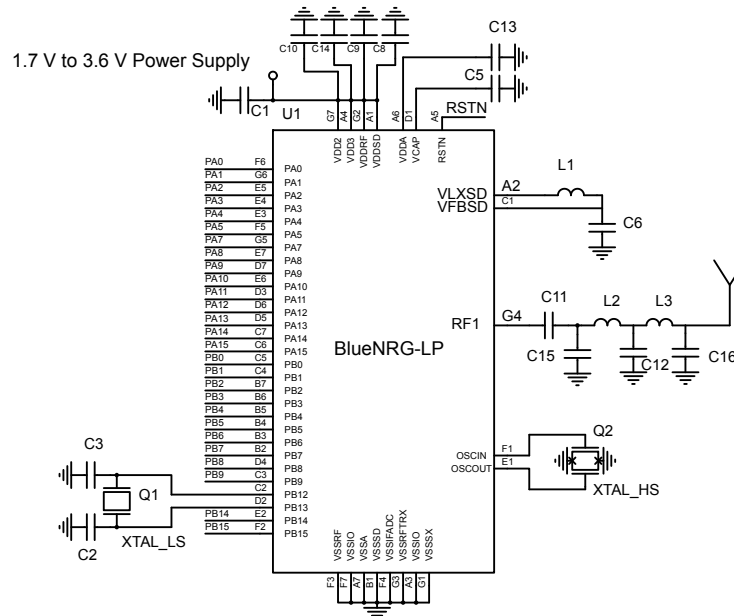 C10
C14
C9
C8
C13
1.7 V to 3.6 V Power Supply
C5
C1
U1
RSTN
G7
A4
G2
A1
A6
D1
A5
VDD2
VDD3
VDDRF
VDDSD
VDDA
VCAP
RSTN
PA0 F6 PA0
PA1 G6 PA1
PA2 E5 PA2
PA3 E4 PA3
PA4 E3 PA4
PA5 F5 PA5
PA7 G5 PA7
PA8 E7 PA8
PA9 D7 PA9
PA10 E6 PA10
PA11 D3 PA11
PA12 D6 PA12
PA13 D5 PA13
PA14 C7 PA14
PA15 C6 PA15
PB0 C5 PB0
PB1 C4 PB1
PB2 B7 PB2
PB3 B6 PB3
PB4 B5 PB4
PB5 B4 PB5
PB6 B3 PB6
PB7 B2 PB7
PB8 D4 PB8
PB9 C3 PB9
C2 PB12
D2 PB13
PB14 E2 PB14
PB15 F2 PB15
VLXSD A2
VFBSD C1
L1
C6
RF1 G4
C11
L2
L3
C15
C12
C16
BlueNRG-LP
OSCIN F1
OSCOUT E1
Q2
XTAL_HS
C3
Q1
C2
XTAL_LS
VSSRF
VSSIO
VSSA
VSSSD
VSSIFADC
VSSRFTRX
VSSIO
VSSSX
F3
F7
A7
B1
F4
G3
A3
G1